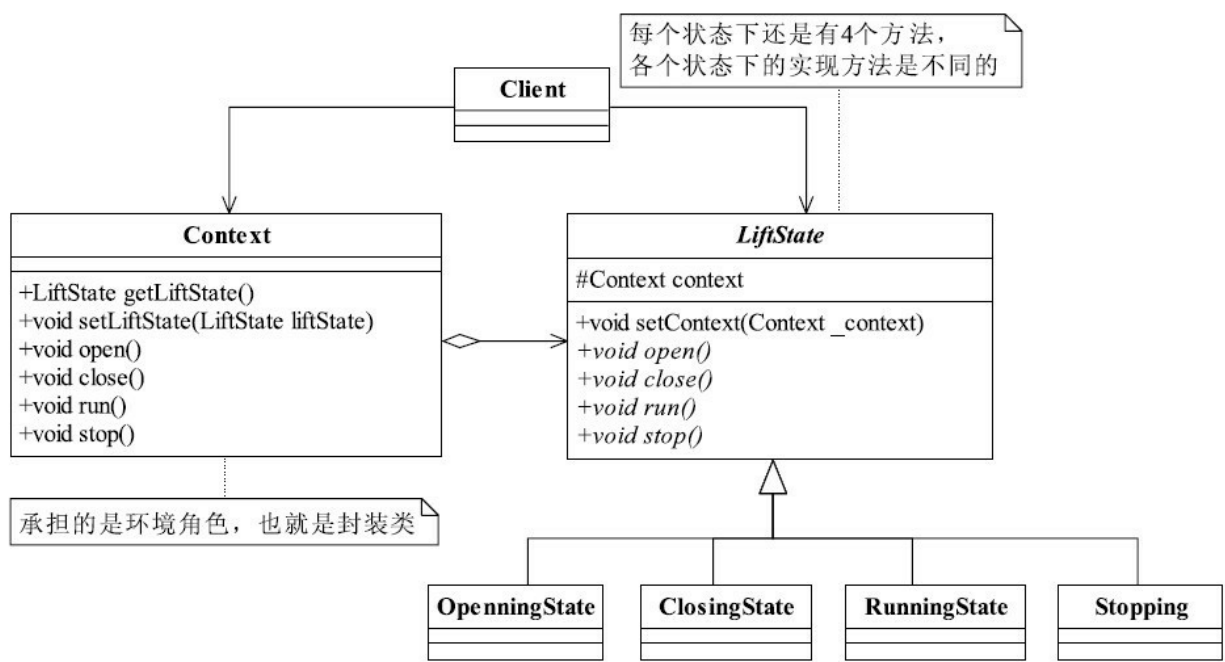 每个状态下还是有4个方法，
各个状态下的实现方法是不同的
Client
Context
+LiftState getLiftState()
+void setLiftState(LiftState liftState)
+void open()
+void close()
+void run()
+void stop()
LiftState
#Context context
+void setContext(Context _context)
+void open()
+void close()
+void run()
+void stop()
承担的是环境角色，也就是封装类
OpenningState
ClosingState
RunningState
Stopping